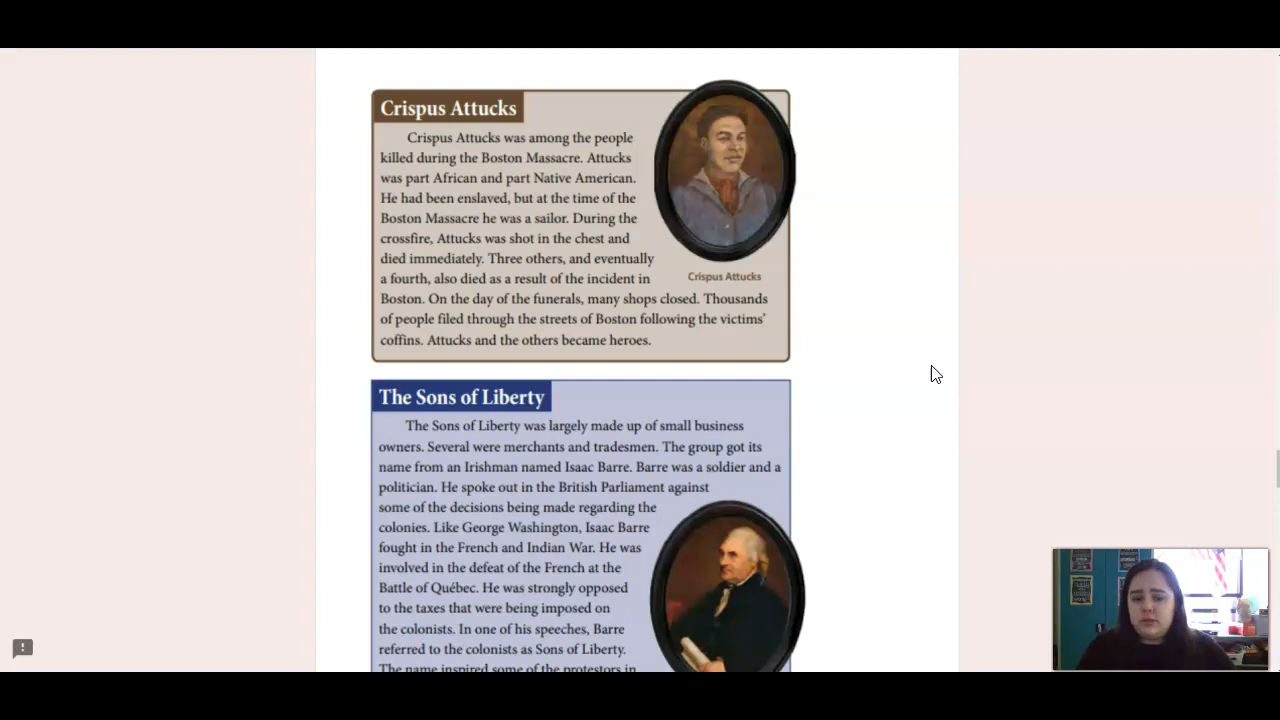 Crispus Attucks
Crispus Attucks was among the people
killed during the Boston Massacre. Attucks
was part African and part Native American.
He had been enslaved, but at the time of the
Boston Massacre he was a sailor. During the
crossfire, Attucks was shot in the chest and
died immediately. Three others, and eventually
a fourth, also died as a result of the incident in
Boston. On the day of the funerals, many shops closed. Thousands
of people filed through the streets of Boston following the victims'
coffins. Attucks and the others became heroes.
Crispus Attucks
The Sons of Liberty
The Sons of Liberty was largely made up of small business
owners. Several were merchants and tradesmen. The group got its
name from an Irishman named Isaac Barre. Barre was a soldier and a
politician. He spoke out in the British Parliament against
some of the decisions being made regarding the
colonies. Like George Washington, Isaac Barre
fought in the French and Indian War. He was
involved in the defeat of the French at the
Battle of Québec. He was strongly opposed
to the taxes that were being imposed on
the colonists. In one of his speeches, Barre
referred to the colonists as Sons of Liberty.
The name inspired some of the protestors in